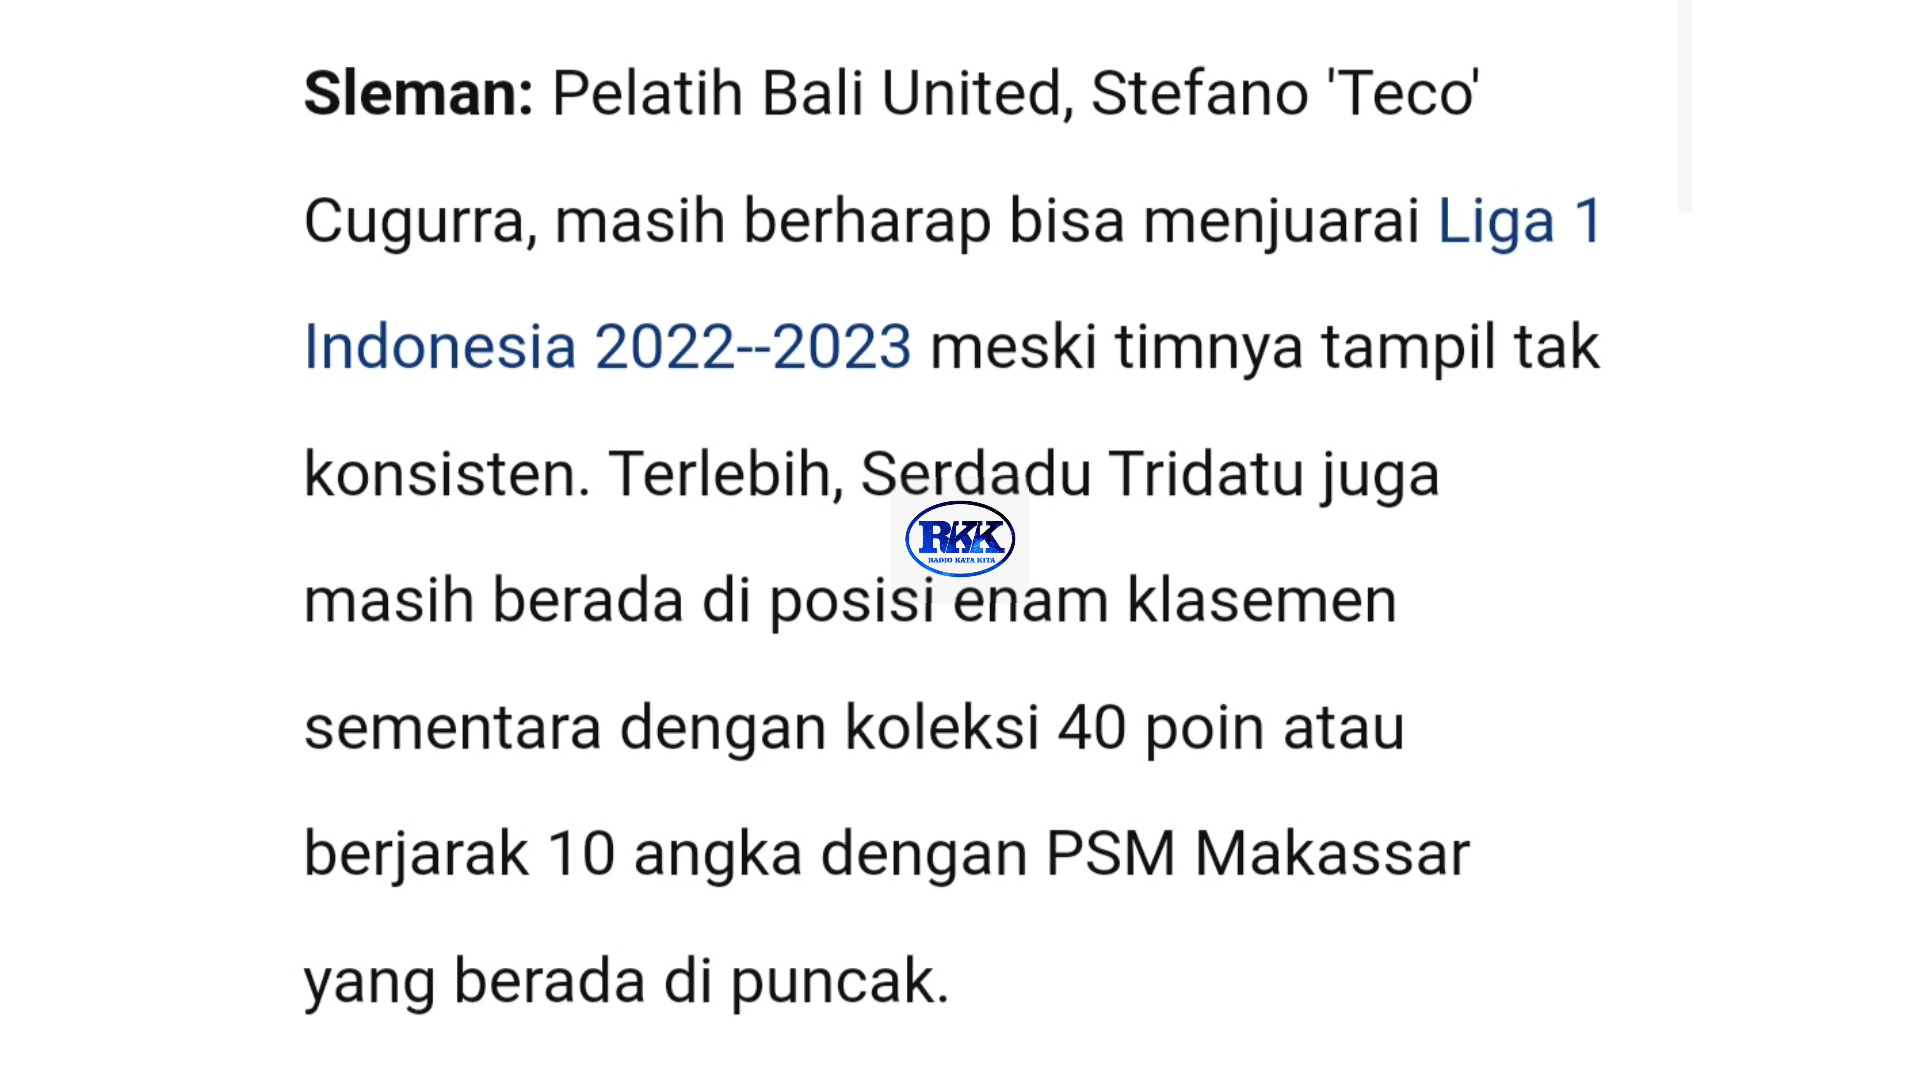 Sleman: Pelatih Bali United, Stefano 'Teco'
Cugurra, masih berharap bisa menjuarai Liga 1
Indonesia 2022--2023 meski timnya tampil tak
konsisten. Terlebih, Serdadu Tridatu juga
RKK
RADIO KATA KITA
masih berada di posisi enam klasemen
sementara dengan koleksi 40 poin atau
berjarak 10 angka dengan PSM Makassar
yang berada di puncak.